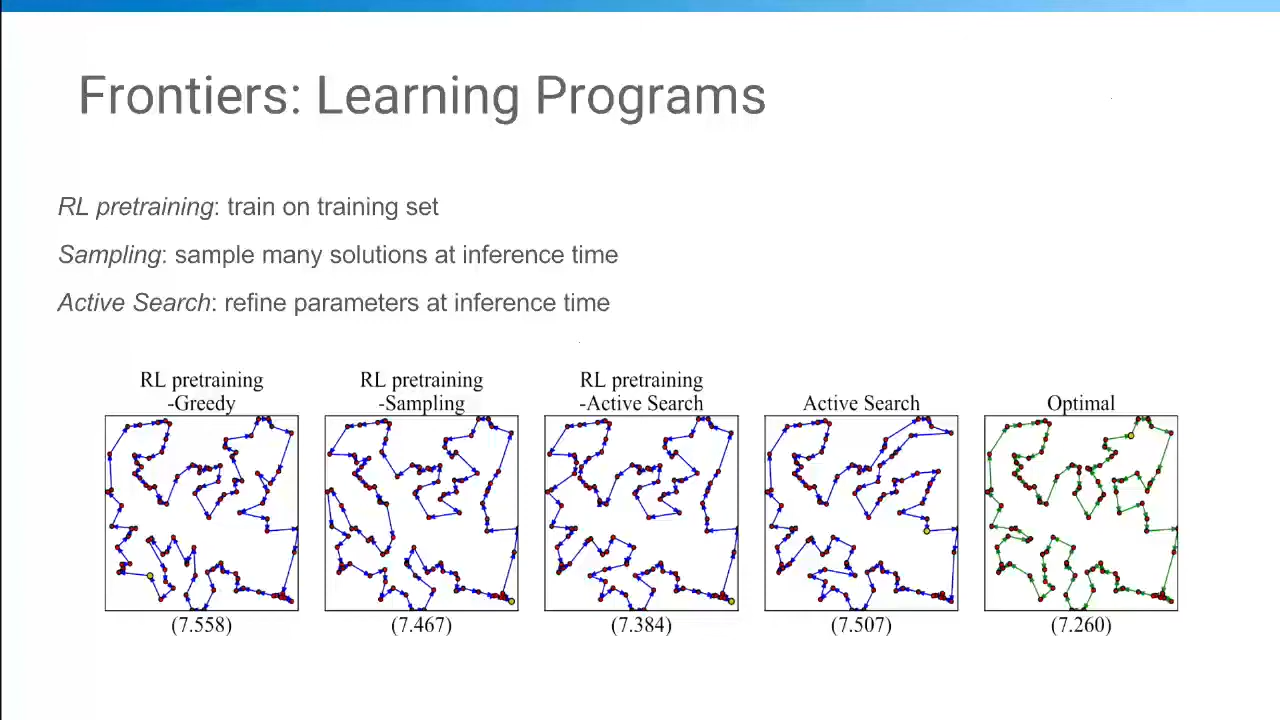 Frontiers: Learning Programs
RL pretraining: train on training set
Sampling: sample many solutions at inference time
Active Search: refine parameters at inference time
RL pretraining
-Greedy
RL pretraining
-Sampling
RL pretraining
-Active Search
Active Search
Optimal
(7.558)
(7.467)
(7.384)
(7.507)
(7.260)